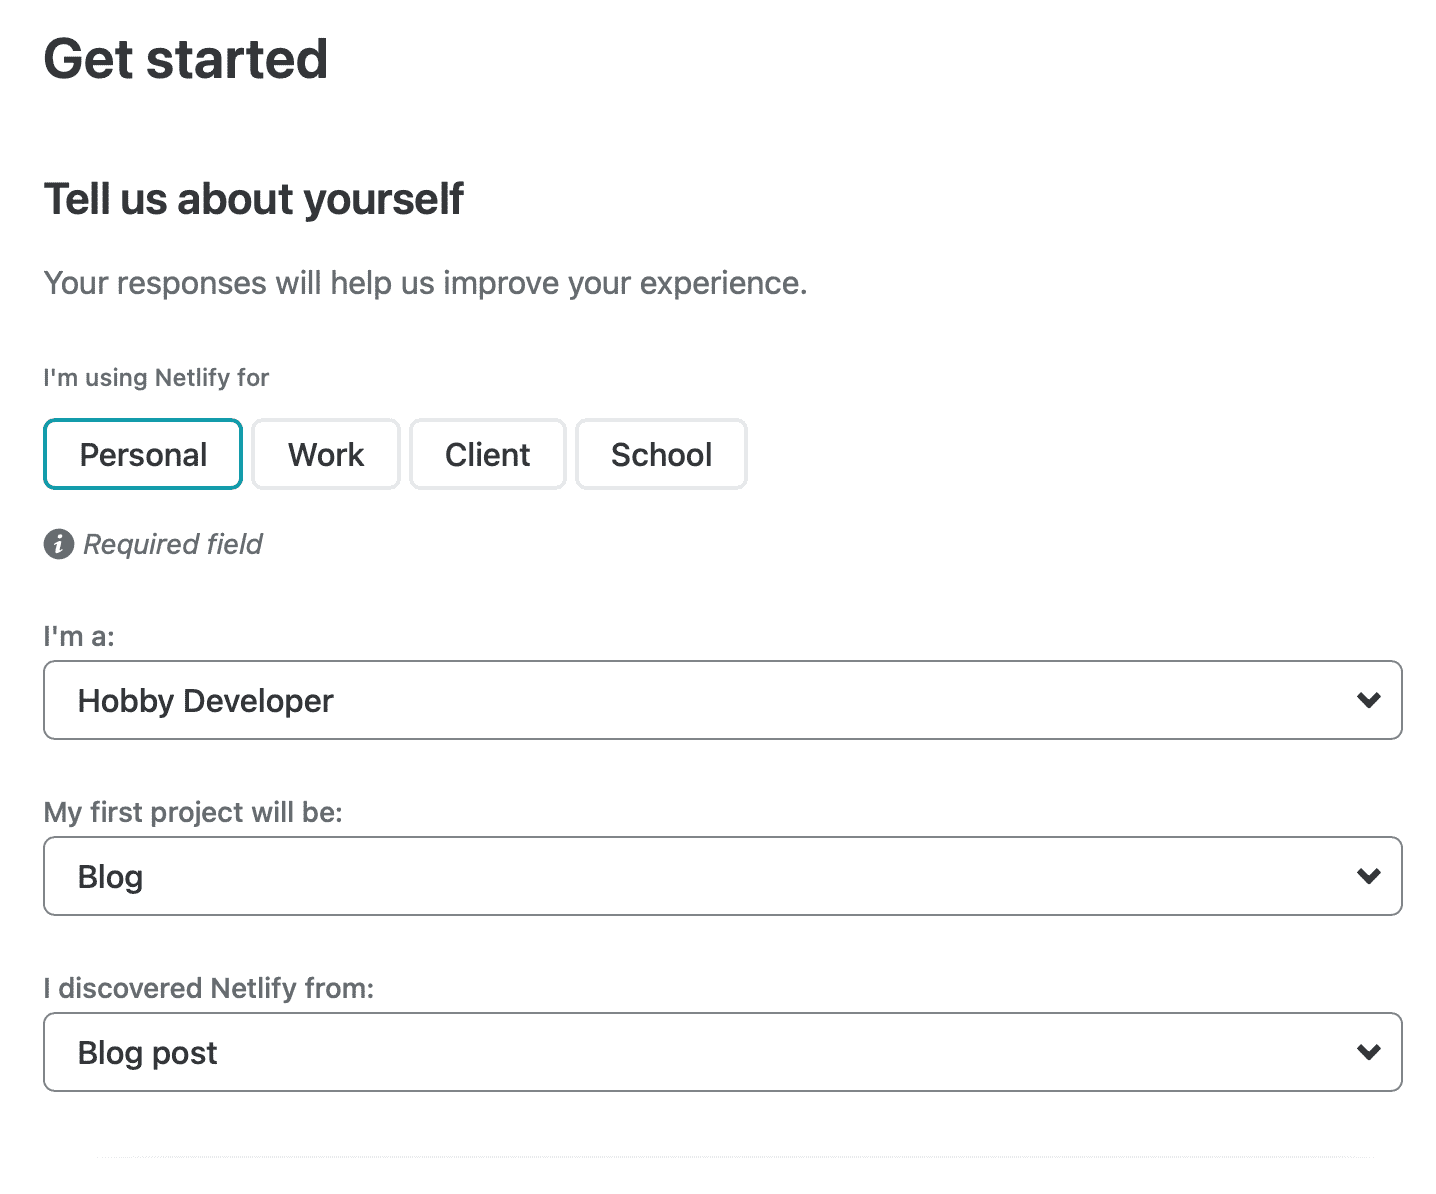 Get started
Tell us about yourself
Your responses will help us improve your experience.
I'm using Netlify for
Personal Work Client School
i Required field
I'm a:
Hobby Developer
My first project will be:
Blog
I discovered Netlify from:
Blog post